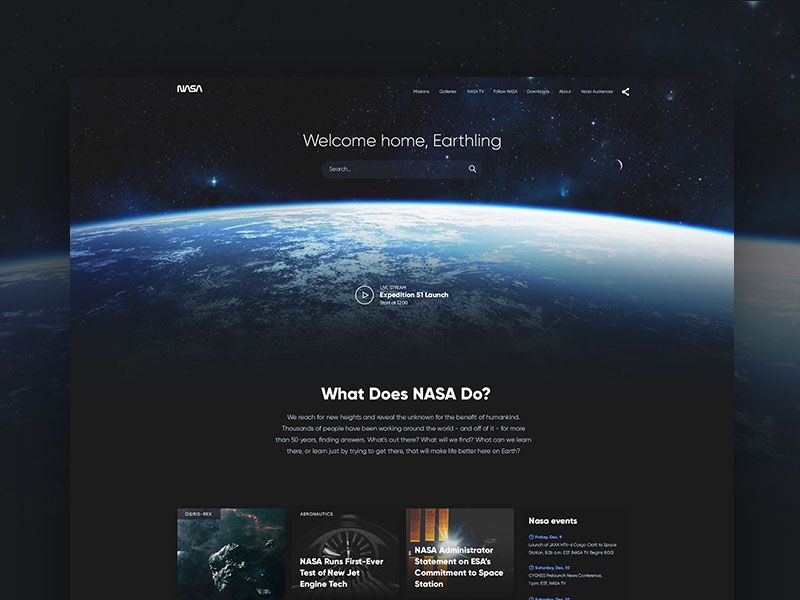 NASA
Missions Galleries NASA TV Follow NASA Downloads About Nasa Audiences
Welcome home, Earthling
Search...
LIVE STREAM
Expedition 51 Launch
Start at 12:00
What Does NASA Do?
We reach for new heights and reveal the unknown for the benefit of humankind.
Thousands of people have been working around the world - and off of it - for more
than 50 years, finding answers. What's out there? What will we find? What can we learn
there, or learn just by trying to get there, that will make life better here on Earth?
OSIRIS-REX
AERONAUTICS
NASA Runs First-Ever
Test of New Jet
Engine Tech
NASA Administrator
Statement on ESA's
Commitment to Space
Station
Nasa events
Friday, Dec. 9
Launch of JAXA HTV-6 Cargo Craft to Space
Station, 8:26 a.m. EST (NASA TV Begins 8:00)
Saturday, Dec. 10
CYGNSS Prelaunch News Conference,
1 p.m. EST, NASA TV
Saturday, Dec. 10